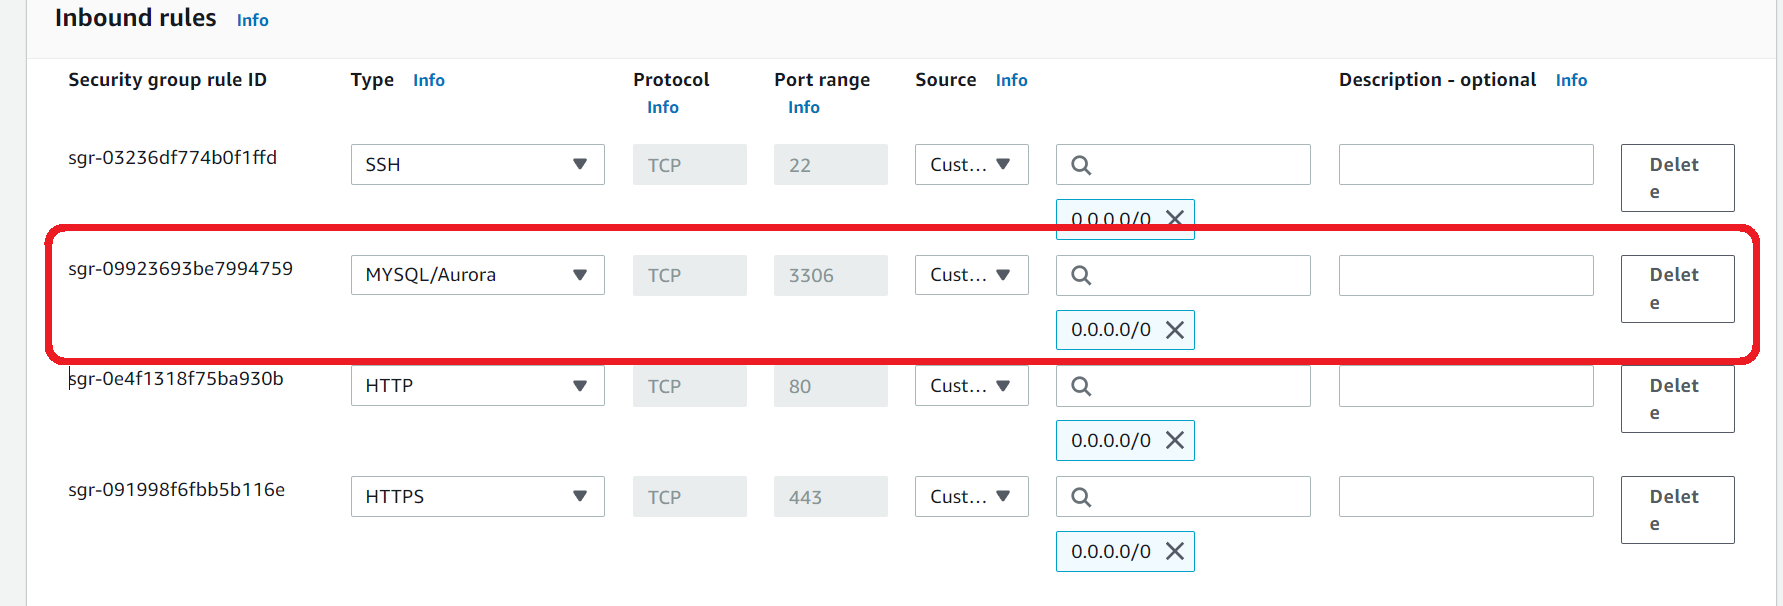 Inbound rules Info
Security group rule ID Type Info Protocol Info Port range Info Source Info Description - optional Info
sgr-03236df774b0f1ffd SSH TCP 22 Cust... Delete
0.0.0.0/0
sgr-09923693be7994759 MYSQL/Aurora TCP 3306 Cust... Delete
0.0.0.0/0
sgr-0e4f1318f75ba930b HTTP TCP 80 Cust... Delete
0.0.0.0/0
sgr-091998f6fbb5b116e HTTPS TCP 443 Cust... Delete
0.0.0.0/0